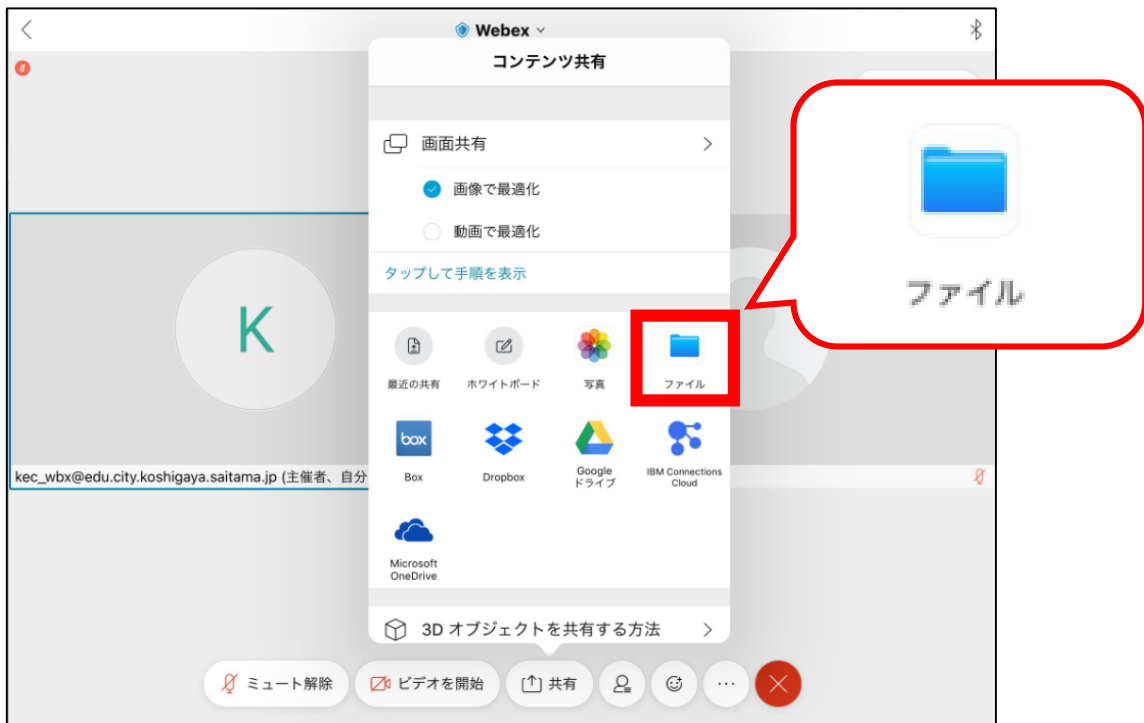 Webex
コンテンツ共有
画面共有
画像で最適化
動画で最適化
タップして手順を表示
最近の共有
ホワイトボード
写真
ファイル
ファイル
box
Box
Dropbox
Google
ドライブ
IBM Connections
Cloud
Microsoft
OneDrive
K
kec_wbx@edu.city.koshigaya.saitama.jp (主催者、自分
3D オブジェクトを共有する方法
ミュート解除
ビデオを開始
共有